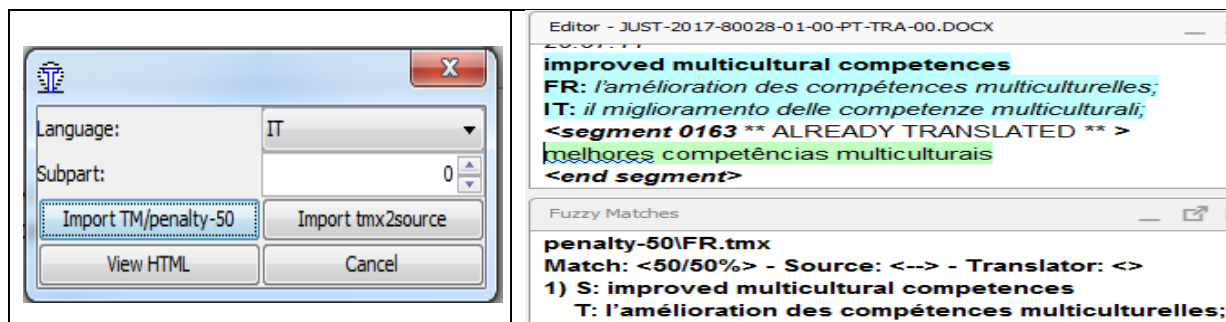 X
Language: IT
Subpart: 0
Import TM/penalty-50 Import tmx2source
View HTML Cancel
Editor - JUST-2017-80028-01-00-PT-TRA-00.DOCX
improved multicultural competences
FR: l'amélioration des compétences multiculturelles;
IT: il miglioramento delle competenze multiculturali;
<segment 0163 ** ALREADY TRANSLATED ** >
melhores competências multiculturais
<end segment>
Fuzzy Matches
penalty-50\FR.tmx
Match: <50/50%> - Source: <--> - Translator: <>
1) S: improved multicultural competences
T: l'amélioration des compétences multiculturelles;